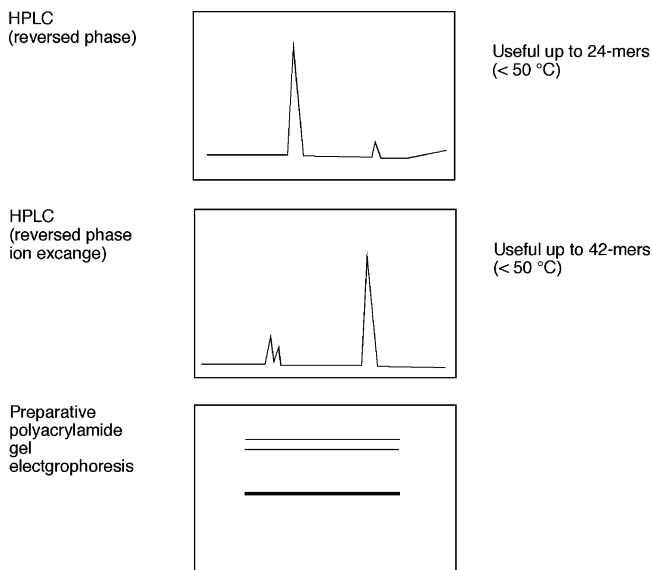 HPLC
(reversed phase)
Useful up to 24-mers
(< 50 °C)
HPLC
(reversed phase
ion excange)
Useful up to 42-mers
(< 50 °C)
Preparative
polyacrylamide
gel
electgrophoresis